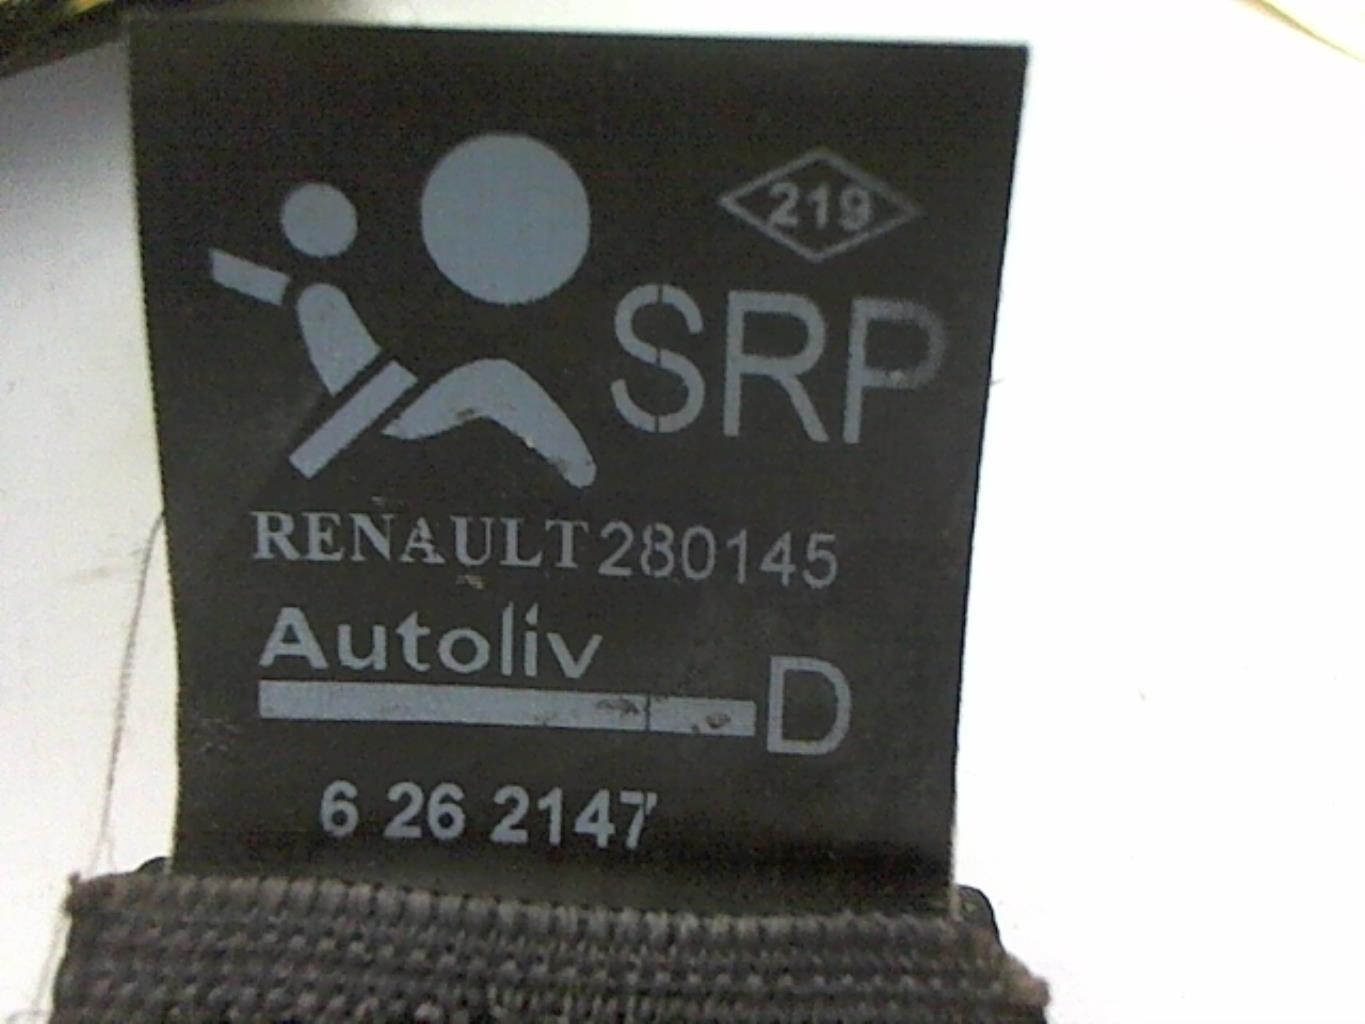 219
SRP
RENAULT 280145
Autoliv
D
6 26 2147